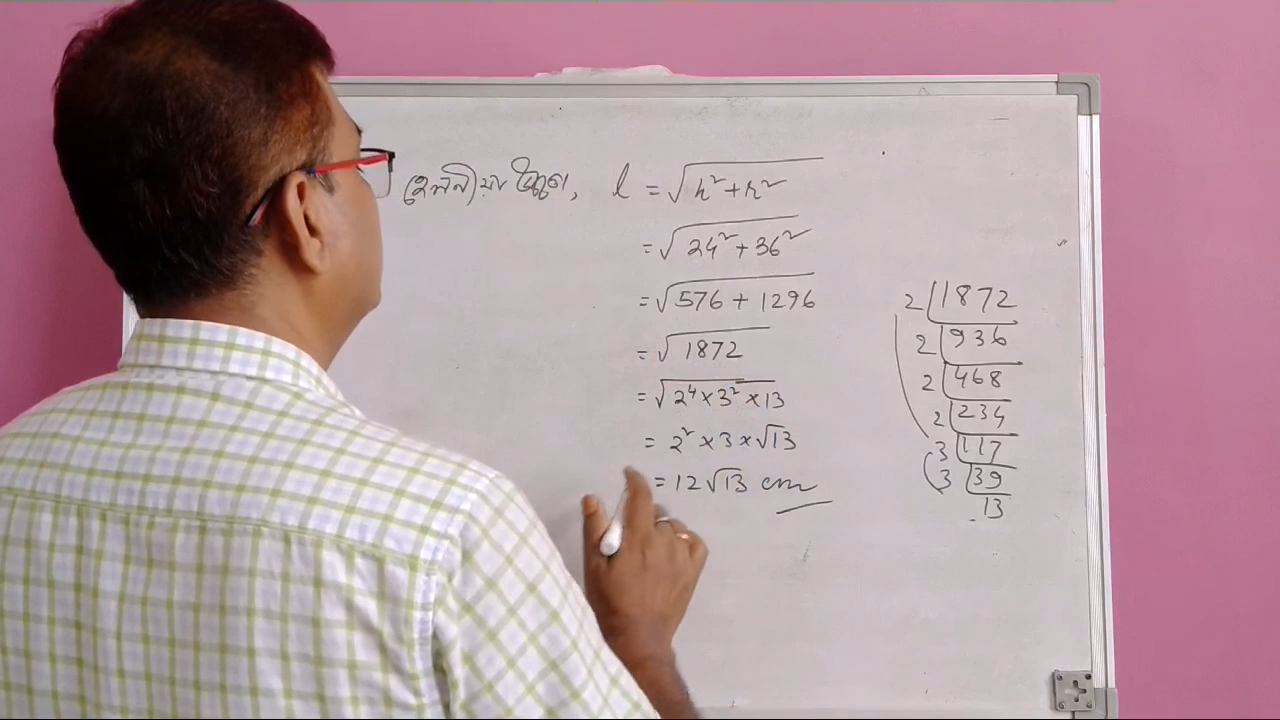 হেলনীয়া উচ্চতা, l = √h² + r²
= √24² + 36²
= √576 + 1296
= √1872
= √2⁴ × 3² × 13
= 2² × 3 × √13
= 12√13 cm
2 | 1872
2 | 936
2 | 468
2 | 234
3 | 117
3 | 39
13